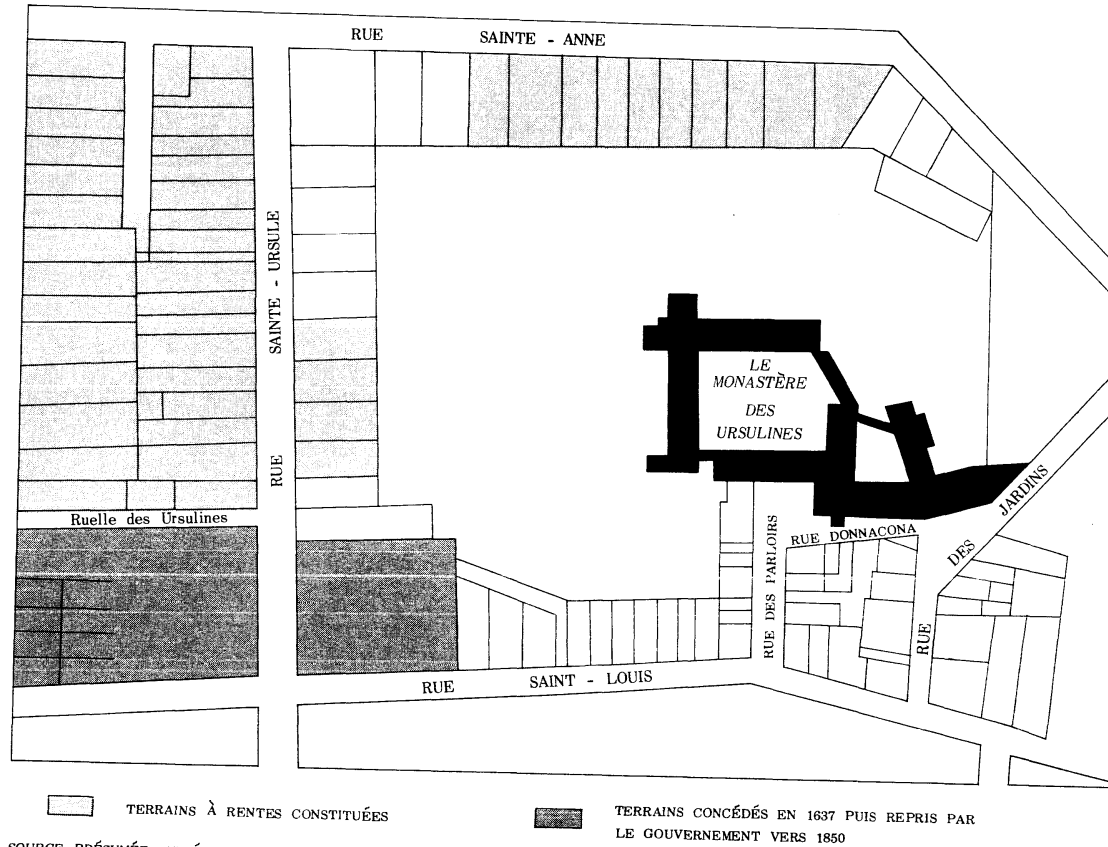 RUE SAINTE - ANNE
RUE SAINTE - URSULE
LE
MONASTÈRE
DES
URSULINES
Ruelle des Ursulines
RUE DES JARDINS
RUE DONNACONA
RUE DES PARLOIRS
RUE SAINT - LOUIS
TERRAINS À RENTES CONSTITUÉES
TERRAINS CONCÉDÉS EN 1637 PUIS REPRIS PAR
LE GOUVERNEMENT VERS 1850